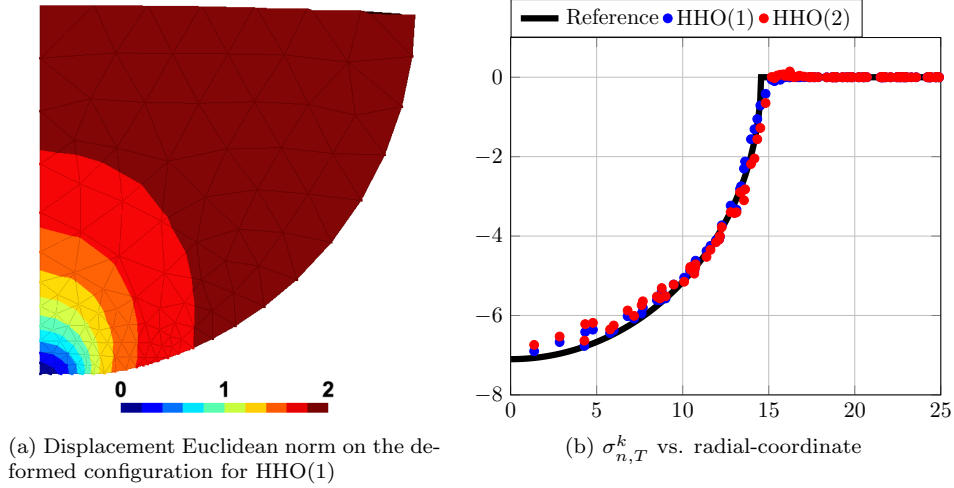 Reference HHO(1) HHO(2)
0
−2
−4
−6
−8
0 5 10 15 20 25
0 1 2
(a) Displacement Euclidean norm on the de-
formed configuration for HHO(1)
(b) σ^k_{n,T} vs. radial-coordinate